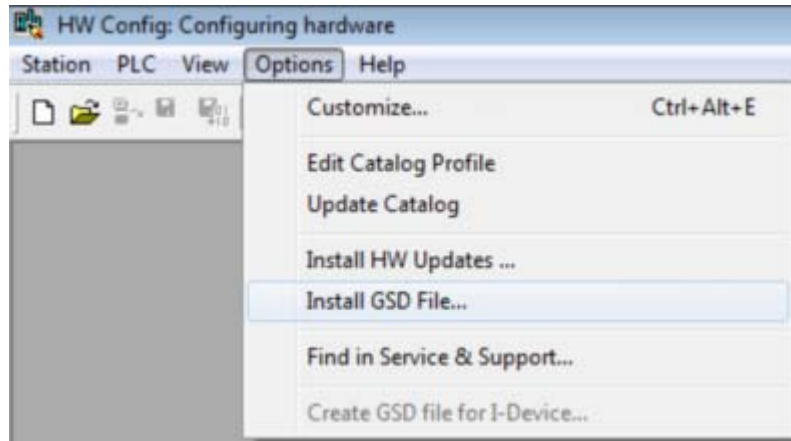 HW Config: Configuring hardware
Station PLC View Options Help
Customize... Ctrl+Alt+E
Edit Catalog Profile
Update Catalog
Install HW Updates ...
Install GSD File...
Find in Service & Support...
Create GSD file for I-Device...